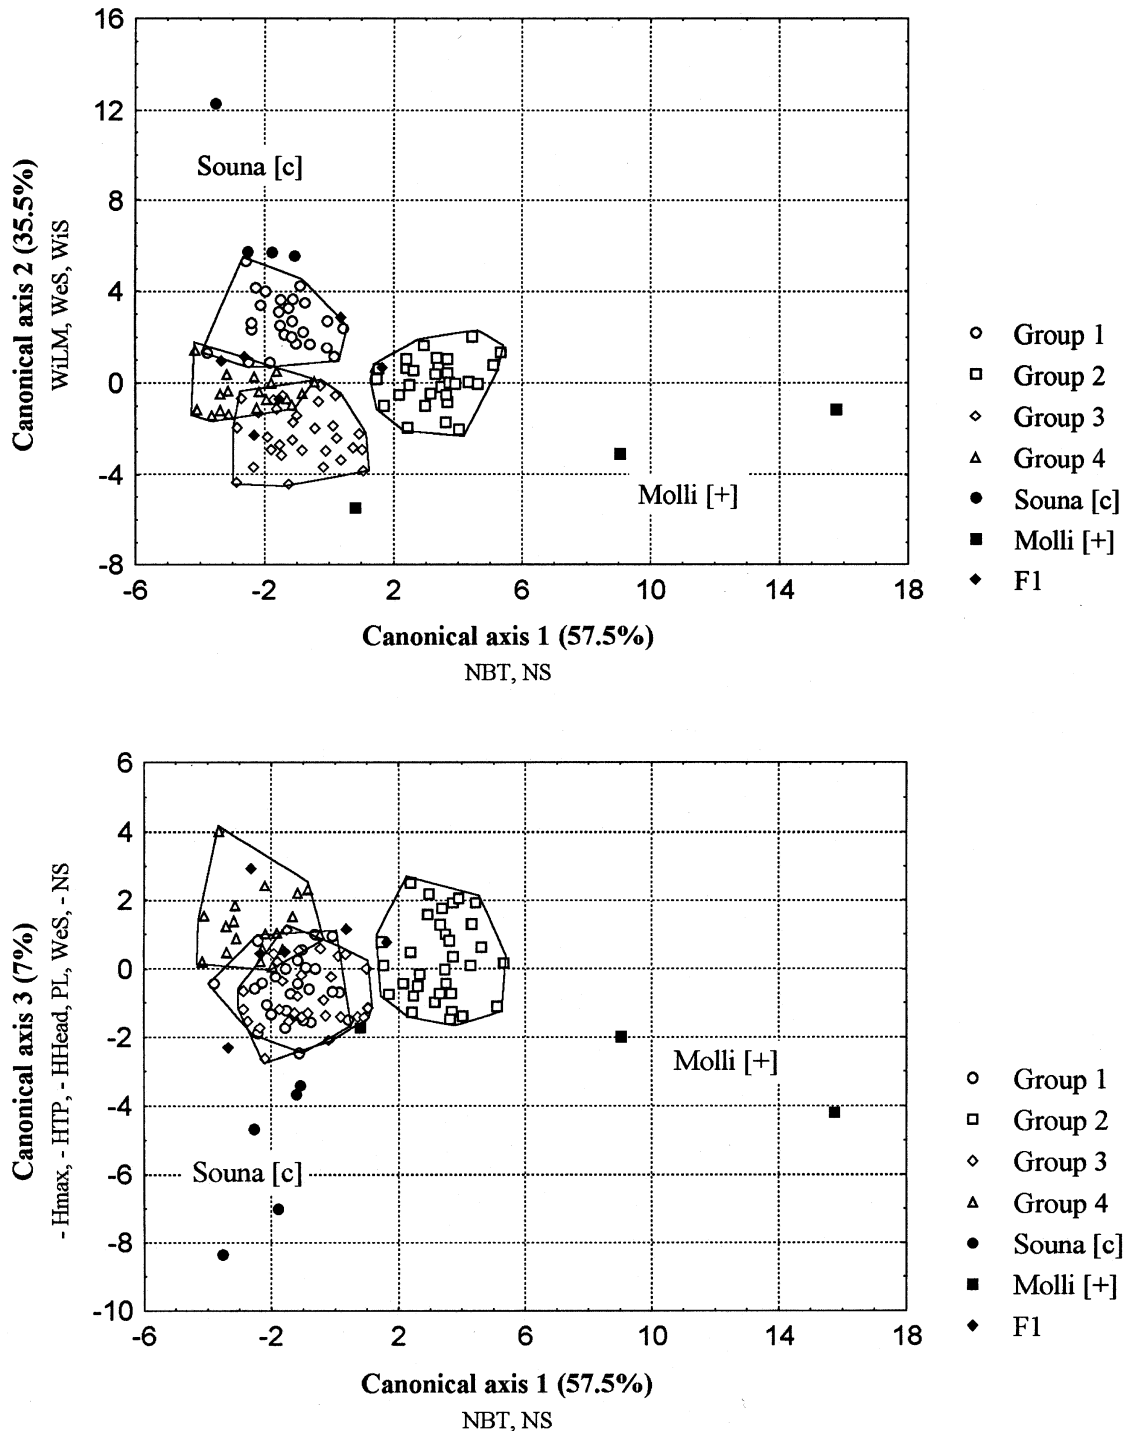 16
12
8
4
0
-4
-8
-6 -2 2 6 10 14 18
Canonical axis 2 (35.5%)
WiLM, WeS, WiS
Souna [c]
Molli [+]
Canonical axis 1 (57.5%)
NBT, NS
Group 1
Group 2
Group 3
Group 4
Souna [c]
Molli [+]
F1
6
4
2
0
-2
-4
-6
-8
-10
-6 -2 2 6 10 14 18
Canonical axis 3 (7%)
- Hmax, - HTP, - HHead, PL, WeS, - NS
Molli [+]
Souna [c]
Canonical axis 1 (57.5%)
NBT, NS
Group 1
Group 2
Group 3
Group 4
Souna [c]
Molli [+]
F1